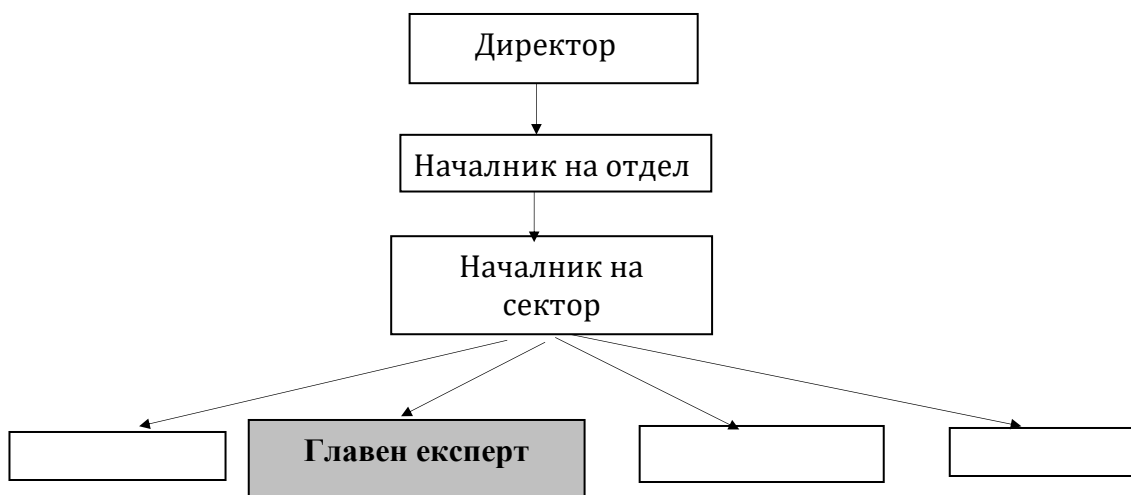 Директор
Началник на отдел
Началник на
сектор
Главен експерт